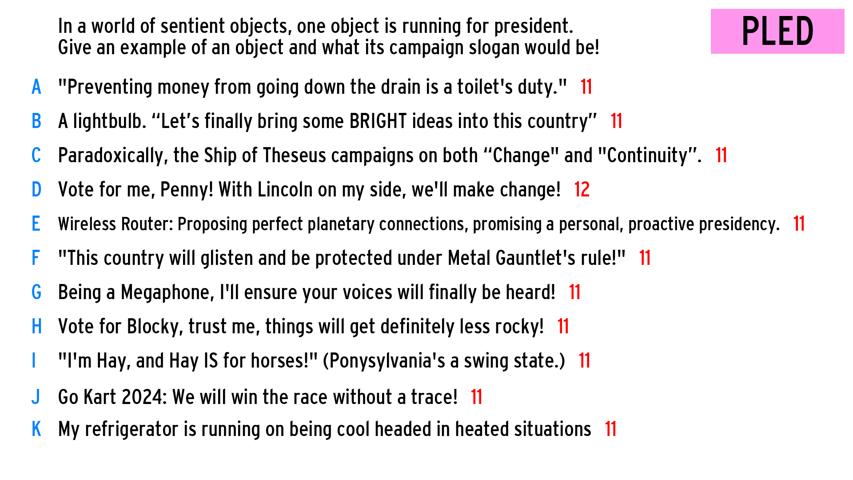 In a world of sentient objects, one object is running for president.
Give an example of an object and what its campaign slogan would be!
PLED
A "Preventing money from going down the drain is a toilet's duty." 11
B A lightbulb. “Let’s finally bring some BRIGHT ideas into this country” 11
C Paradoxically, the Ship of Theseus campaigns on both “Change" and "Continuity”. 11
D Vote for me, Penny! With Lincoln on my side, we'll make change! 12
E Wireless Router: Proposing perfect planetary connections, promising a personal, proactive presidency. 11
F "This country will glisten and be protected under Metal Gauntlet's rule!" 11
G Being a Megaphone, I'll ensure your voices will finally be heard! 11
H Vote for Blocky, trust me, things will get definitely less rocky! 11
I "I'm Hay, and Hay IS for horses!" (Ponysylvania's a swing state.) 11
J Go Kart 2024: We will win the race without a trace! 11
K My refrigerator is running on being cool headed in heated situations 11